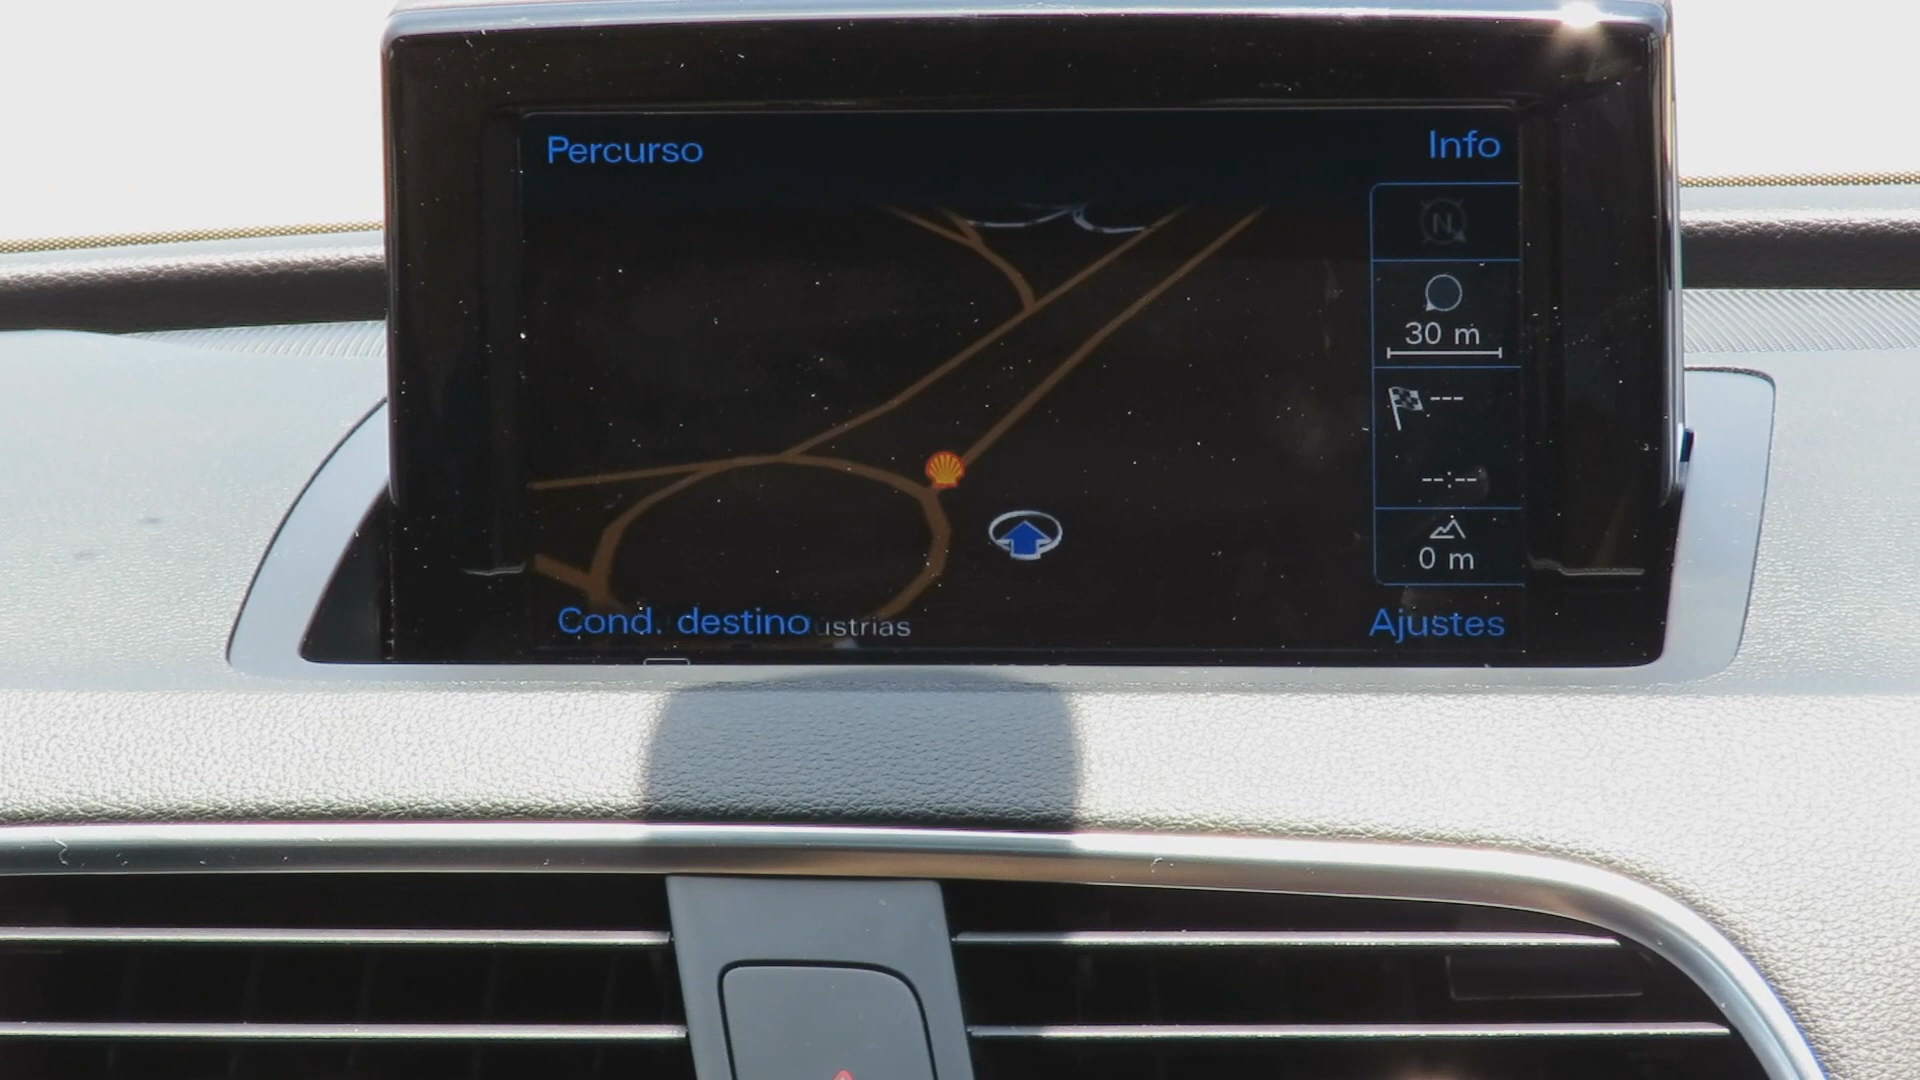 Percurso
Info
N
30 m
---
--:--
0 m
Cond. destino
ustrias
Ajustes